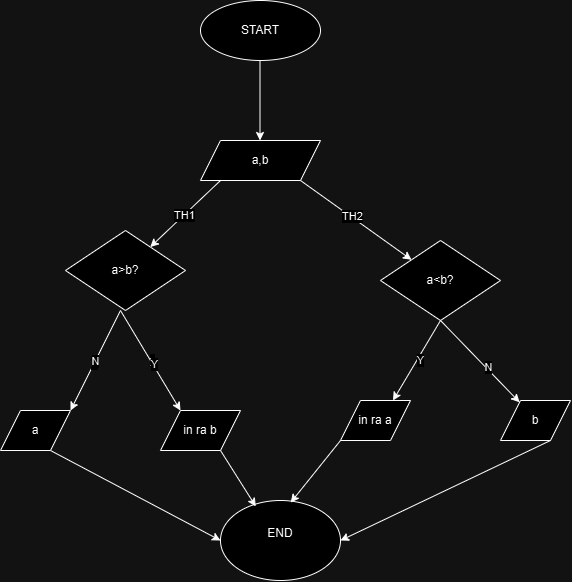 START
a,b
TH1
TH2
a>b?
a<b?
N
Y
Y
N
a
in ra b
in ra a
b
END